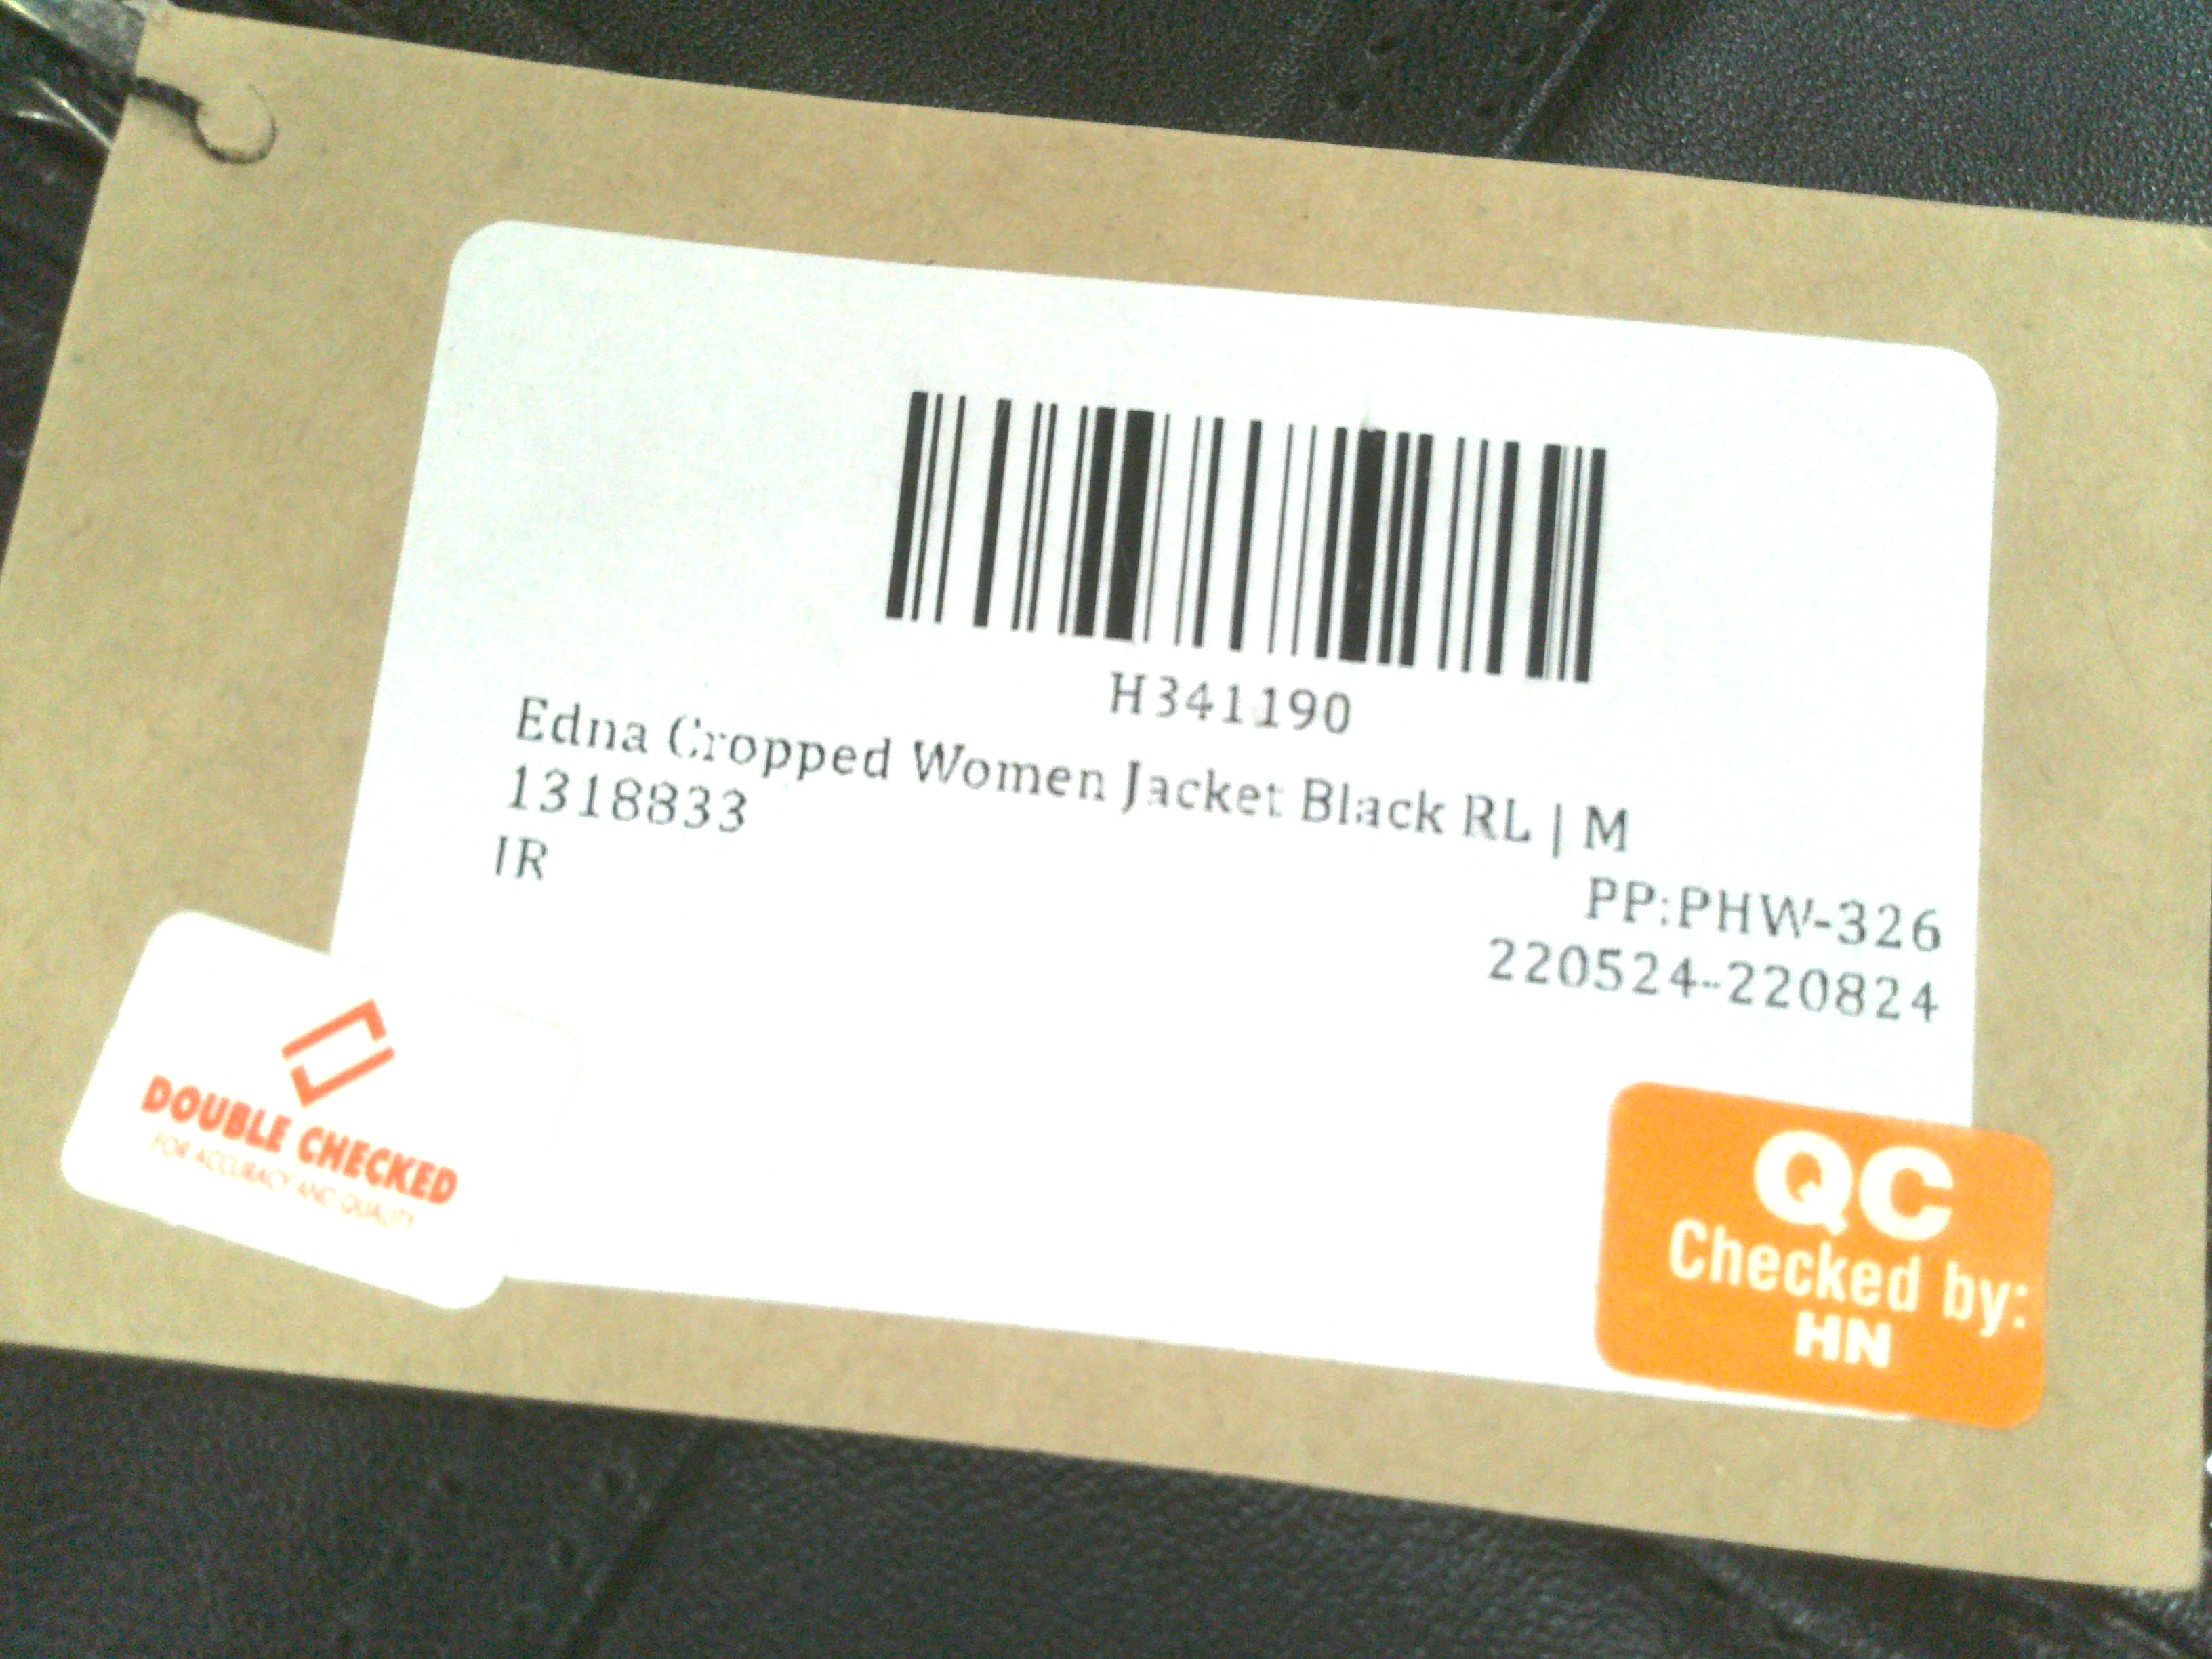 H341190
Edna Cropped Women Jacket Black RL | M
1318833
IR
PP:PHW-326
220524-220824
DOUBLE CHECKED
FOR ACCURACY AND QUALITY
QC
Checked by:
HN